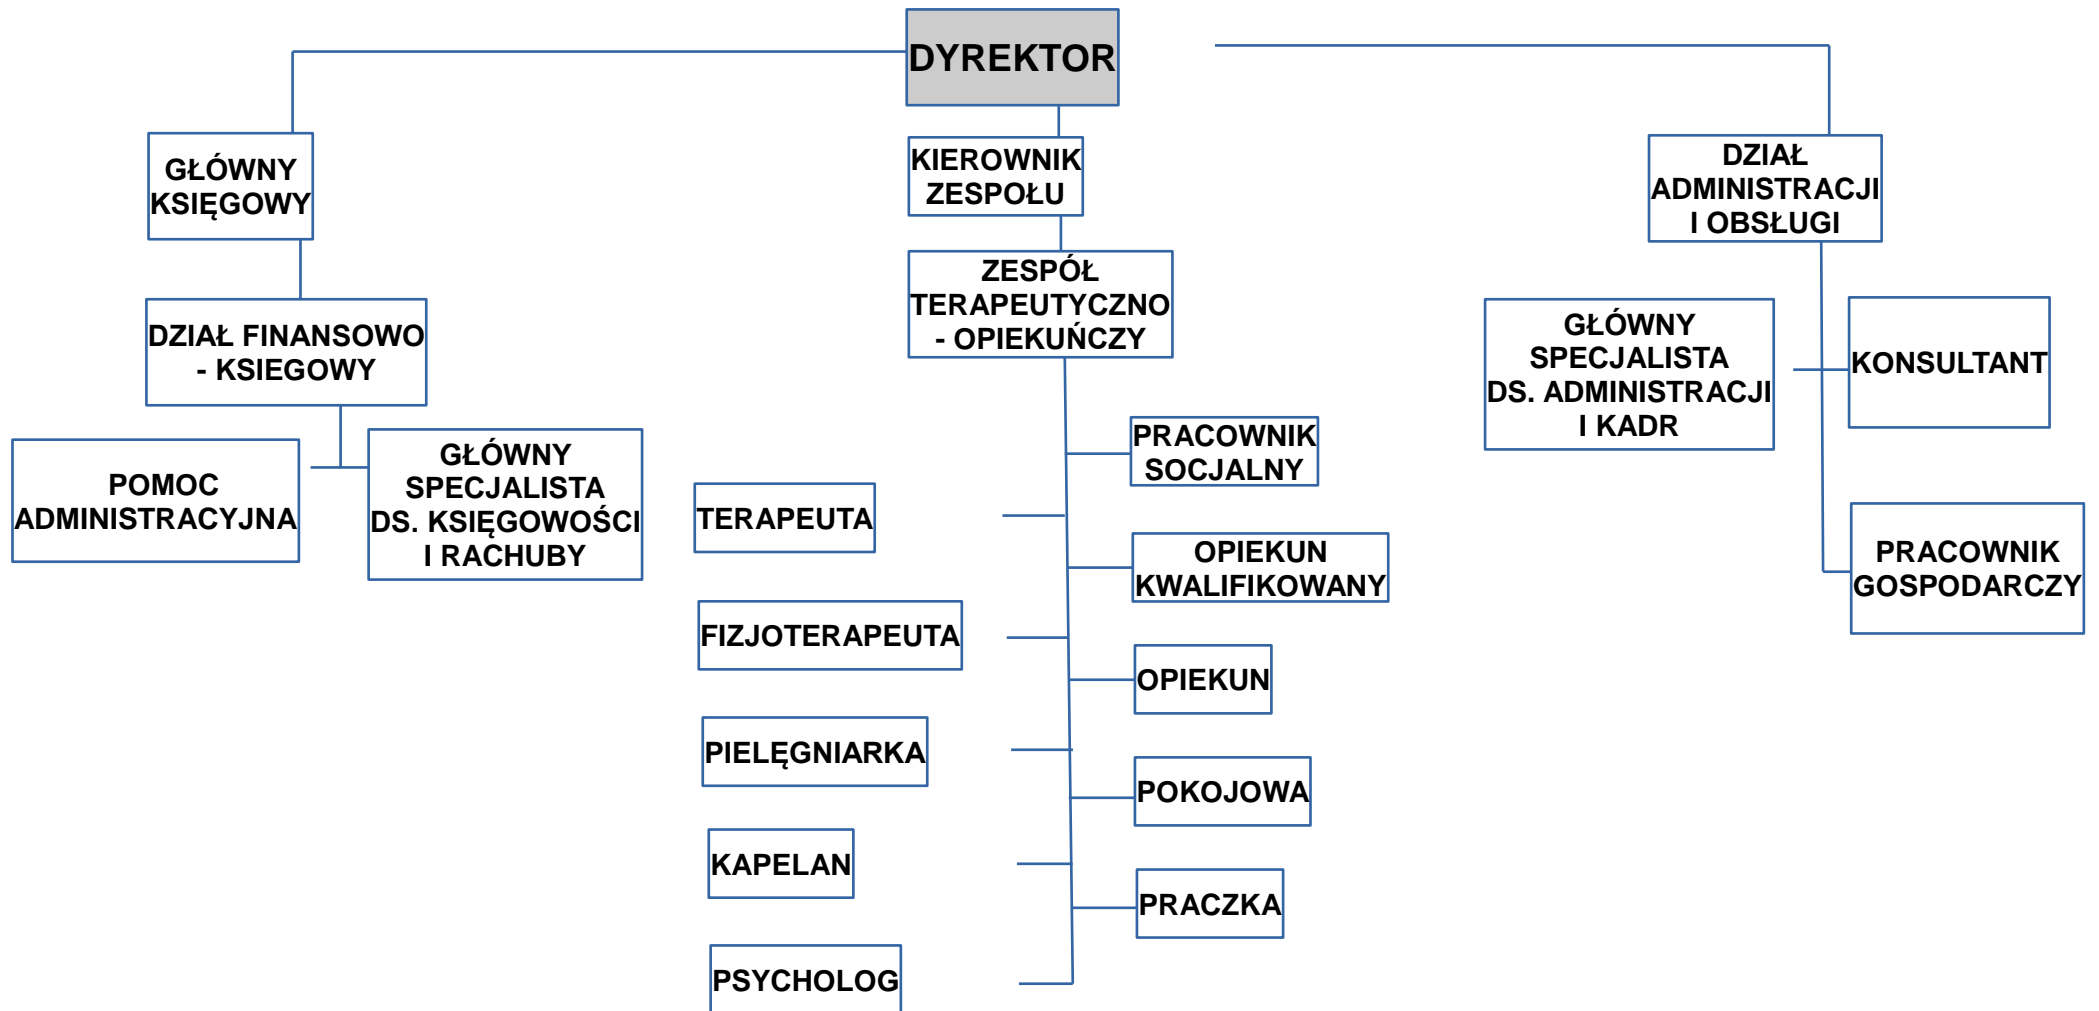 DYREKTOR
GŁÓWNY
KSIĘGOWY
KIEROWNIK
ZESPOŁU
DZIAŁ
ADMINISTRACJI
I OBSŁUGI
DZIAŁ FINANSOWO
- KSIEGOWY
ZESPÓŁ
TERAPEUTYCZNO
- OPIEKUŃCZY
GŁÓWNY
SPECJALISTA
DS. ADMINISTRACJI
I KADR
KONSULTANT
POMOC
ADMINISTRACYJNA
GŁÓWNY
SPECJALISTA
DS. KSIĘGOWOŚCI
I RACHUBY
PRACOWNIK
SOCJALNY
TERAPEUTA
OPIEKUN
KWALIFIKOWANY
PRACOWNIK
GOSPODARCZY
FIZJOTERAPEUTA
OPIEKUN
PIELĘGNIARKA
POKOJOWA
KAPELAN
PRACZKA
PSYCHOLOG